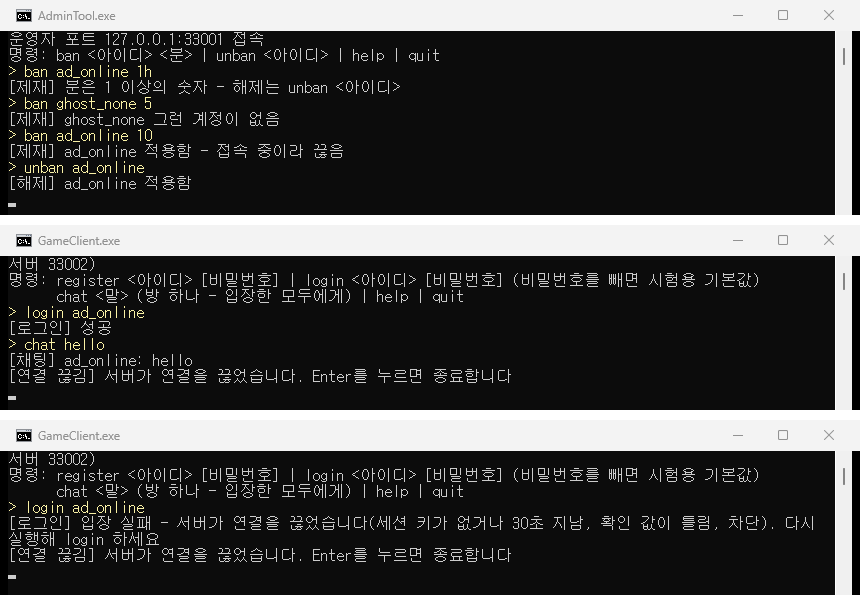 AdminTool.exe
운영자 포트 127.0.0.1:33001 접속
명령: ban <아이디> <분> | unban <아이디> | help | quit
> ban ad_online 1h
[제재] 분은 1 이상의 숫자 - 해제는 unban <아이디>
> ban ghost_none 5
[제재] ghost_none 그런 계정이 없음
> ban ad_online 10
[제재] ad_online 적용함 - 접속 중이라 끊음
> unban ad_online
[해제] ad_online 적용함
GameClient.exe
서버 33002)
명령: register <아이디> [비밀번호] | login <아이디> [비밀번호] (비밀번호를 빼면 시험용 기본값)
chat <말> (방 하나 - 입장한 모두에게) | help | quit
> login ad_online
[로그인] 성공
> chat hello
[채팅] ad_online: hello
[연결 끊김] 서버가 연결을 끊었습니다. Enter를 누르면 종료합니다
GameClient.exe
서버 33002)
명령: register <아이디> [비밀번호] | login <아이디> [비밀번호] (비밀번호를 빼면 시험용 기본값)
chat <말> (방 하나 - 입장한 모두에게) | help | quit
> login ad_online
[로그인] 입장 실패 - 서버가 연결을 끊었습니다(세션 키가 없거나 30초 지남, 확인 값이 틀림, 차단). 다시
실행해 login 하세요
[연결 끊김] 서버가 연결을 끊었습니다. Enter를 누르면 종료합니다